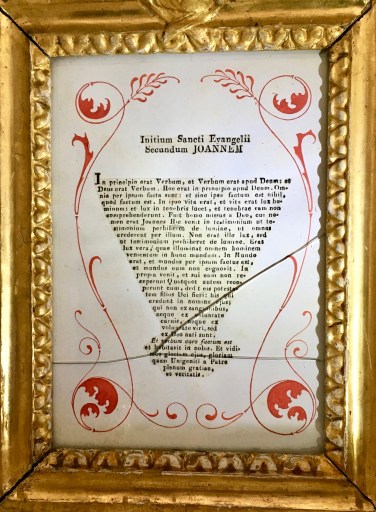 Initium Sancti Evangelii
Secundum JOANNEM
In principio erat Verbum, et Verbum erat apud Deum: et
Deus erat Verbum. Hoc erat in principio apud Deum. Om-
nia per ipsum facta sunt: et sine ipso factum est nihil,
quod factum est. In ipso vita erat, et vita erat lux ho-
minum: et lux in tenebris lucet, et tenebrae eam non
comprehenderunt. Fuit homo missus a Deo, cui no-
men erat Joannes Hic venit in testimonium ut te-
stimonium perhiberet de lumine, ut omnes
crederent per illum. Non erat ille lux, sed
ut testimonium perhiberet de lumine. Erat
lux vera, quae illuminat omnem hominem
venientem in hunc mundum. In Mundo
erat, et mundus per ipsum factus est,
et mundus eum non cognovit. In
propria venit, et sui eum non re-
ceperunt Quotquot autem rece-
perunt eum, dedit eis potesta-
tem filios Dei fieri: his qui
credunt in nomine ejus,
qui non ex sanguinibus,
neque ex voluntate
carnis, neque ex
voluntate viri, sed
ex Deo nati sunt.
Et verbum caro factum est
et habitavit in nobis. Et vidi-
mus gloriam ejus, gloriam
quasi Unigeniti a Patre
plenum gratiae,
et veritatis.